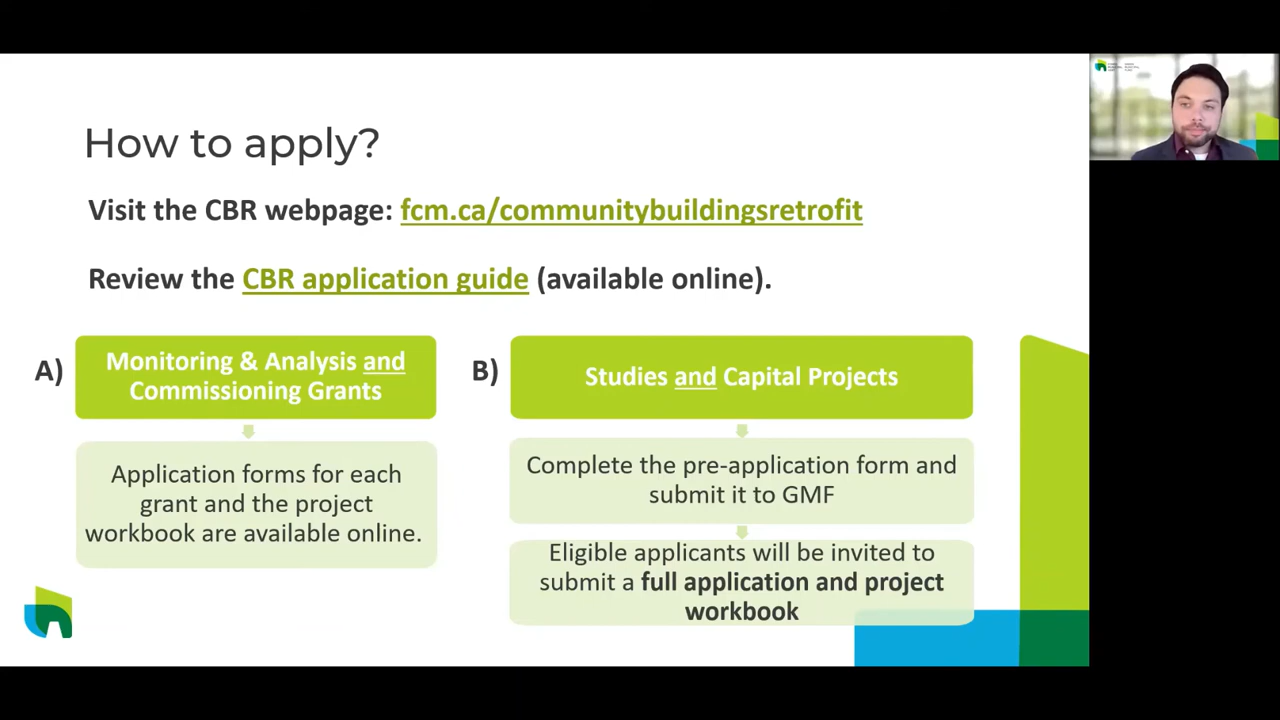 How to apply?
Visit the CBR webpage: fcm.ca/communitybuildingsretrofit
Review the CBR application guide (available online).
A)
Monitoring & Analysis and
Commissioning Grants
Application forms for each
grant and the project
workbook are available online.
B)
Studies and Capital Projects
Complete the pre-application form and
submit it to GMF
Eligible applicants will be invited to
submit a full application and project
workbook